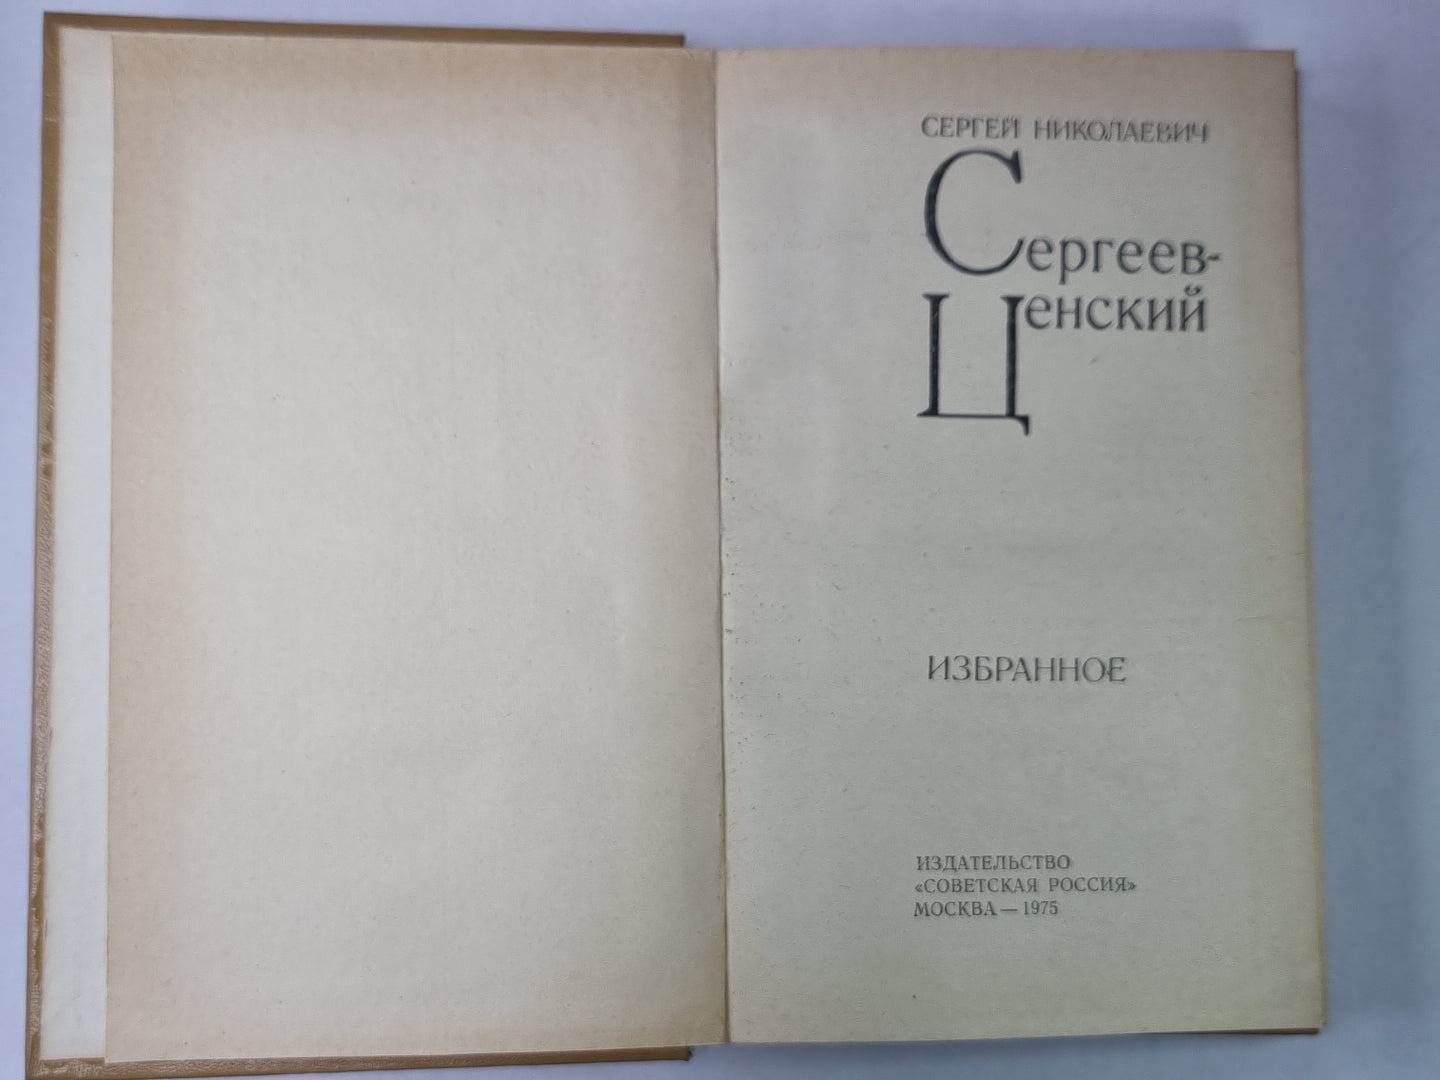 СЕРГЕЙ НИКОЛАЕВИЧ
Сергеев-
Ценский
ИЗБРАННОЕ
ИЗДАТЕЛЬСТВО
«СОВЕТСКАЯ РОССИЯ»
МОСКВА — 1975